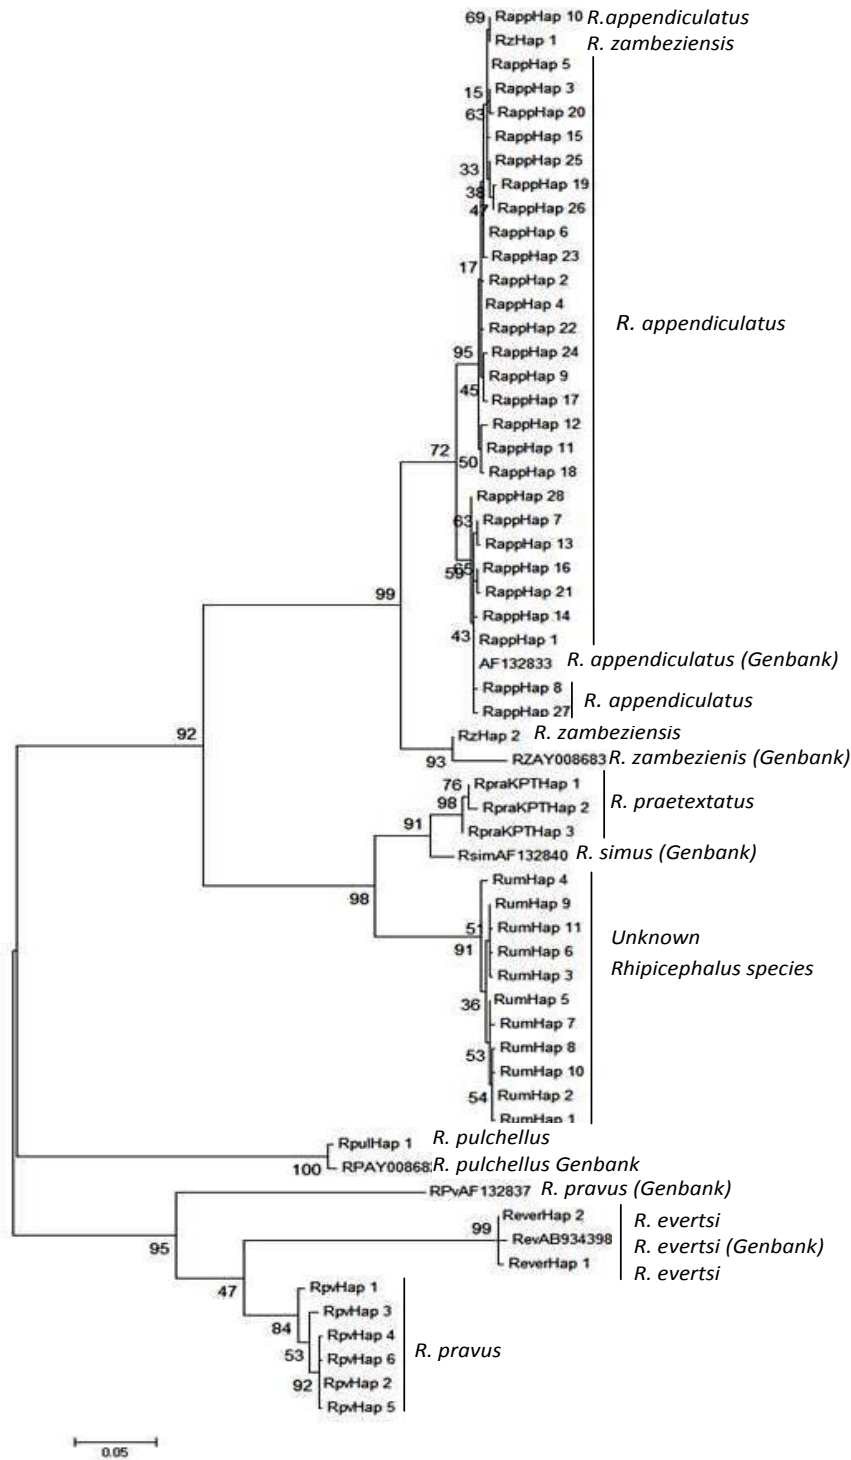 69 RappHap 10 R.appendiculatus
RzHap 1 R. zambeziensis
RappHap 5
15 RappHap 3
63 RappHap 20
RappHap 15
33 RappHap 25
38 RappHap 19
47 RappHap 26
RappHap 6
17 RappHap 23
RappHap 2
RappHap 4
RappHap 22 R. appendiculatus
95 RappHap 24
45 RappHap 9
RappHap 17
RappHap 12
72 RappHap 11
50 RappHap 18
RappHap 28
63 RappHap 7
RappHap 13
59 65 RappHap 16
99 RappHap 21
RappHap 14
43 RappHap 1
AF132833 R. appendiculatus (Genbank)
RappHap 8 R. appendiculatus
RappHap 27
92 RzHap 2 R. zambeziensis
93 RZAY008683 R. zambezienis (Genbank)
76 RpraKPTHap 1
98 RpraKPTHap 2 R. praetextatus
91 RpraKPTHap 3
RsimAF132840 R. simus (Genbank)
98 RumHap 4
RumHap 9
51 RumHap 11 Unknown
91 RumHap 6
RumHap 3 Rhipicephalus species
36 RumHap 5
RumHap 7
53 RumHap 8
RumHap 10
54 RumHap 2
RumHap 1
RpulHap 1 R. pulchellus
100 RPAY00868 R. pulchellus Genbank
RPvAF132837 R. pravus (Genbank)
99 ReverHap 2 R. evertsi
95 RevAB934398 R. evertsi (Genbank)
ReverHap 1 R. evertsi
47 RpvHap 1
84 RpvHap 3
53 RpvHap 4 R. pravus
RpvHap 6
92 RpvHap 2
RpvHap 5
0.05